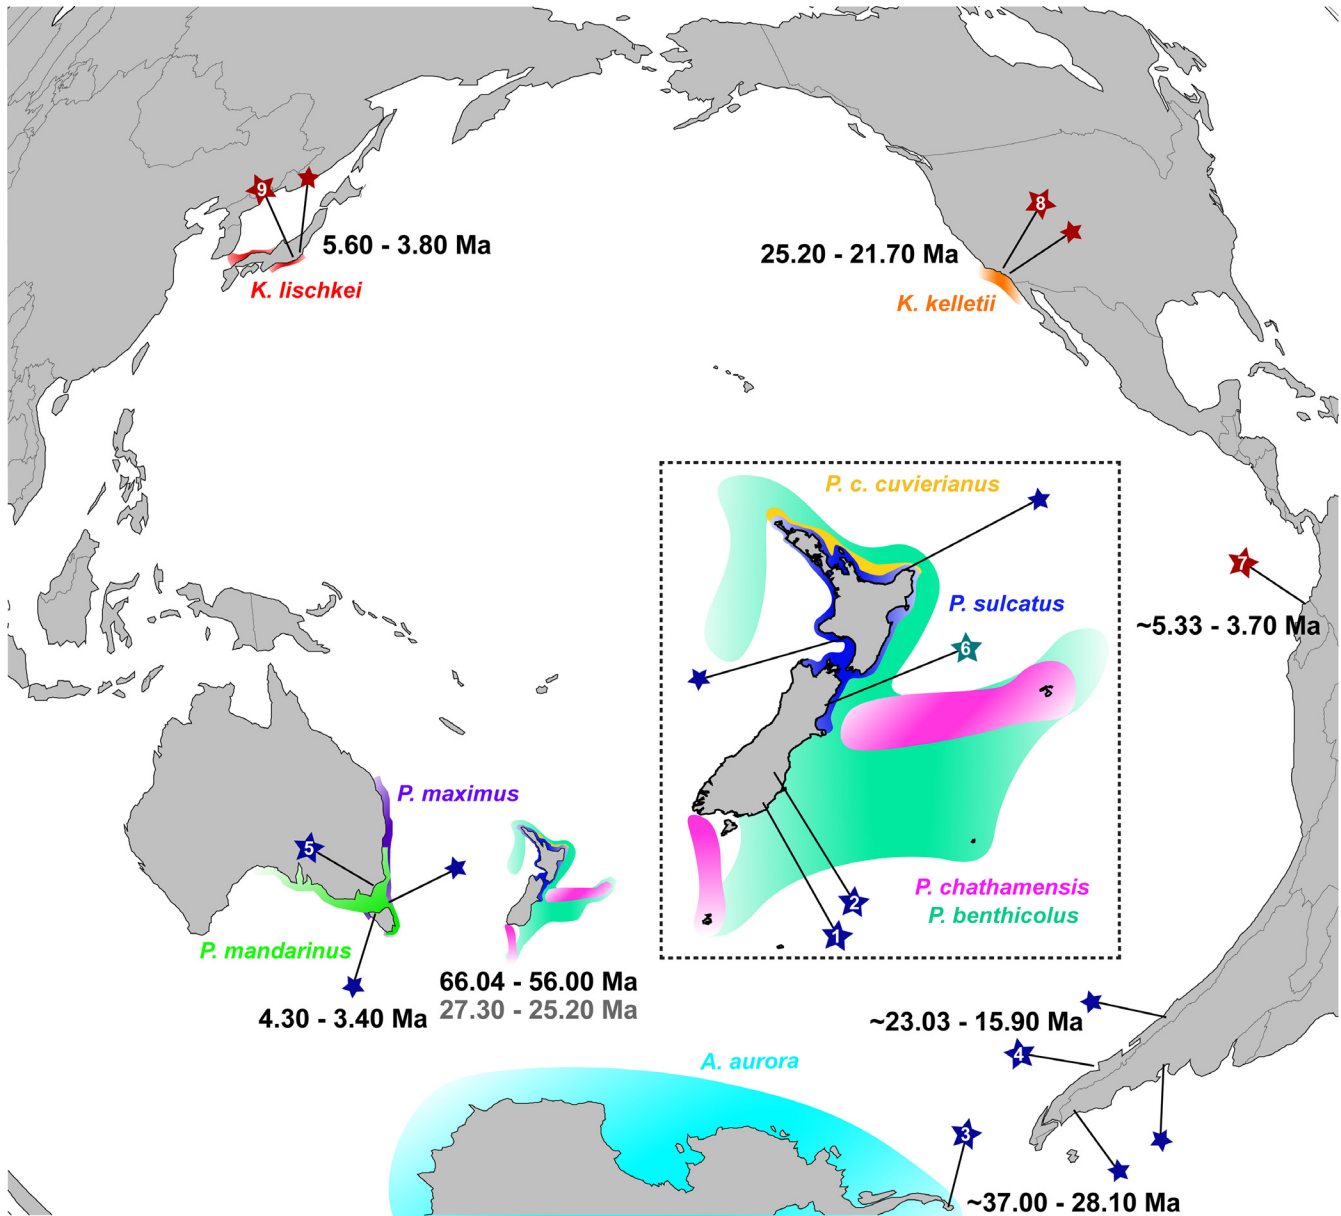 9
5.60 - 3.80 Ma
K. lischkei
8
25.20 - 21.70 Ma
K. kelletii
P. c. cuvierianus
7
~5.33 - 3.70 Ma
P. sulcatus
6
P. maximus
5
P. mandarinus
4.30 - 3.40 Ma
66.04 - 56.00 Ma
27.30 - 25.20 Ma
P. chathamensis
P. benthicolus
2
1
~23.03 - 15.90 Ma
4
A. aurora
3
~37.00 - 28.10 Ma